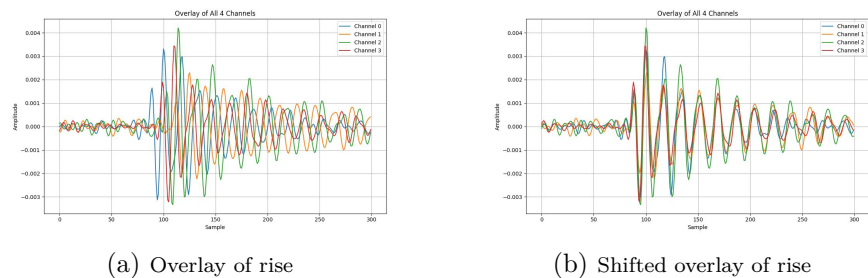 Overlay of All 4 Channels
Channel 0
Channel 1
Channel 2
Channel 3
Amplitude
0.004
0.003
0.002
0.001
0.000
-0.001
-0.002
-0.003
0
50
100
150
200
250
300
Sample
(a) Overlay of rise
Overlay of All 4 Channels
Channel 0
Channel 1
Channel 2
Channel 3
Amplitude
0.004
0.003
0.002
0.001
0.000
-0.001
-0.002
-0.003
0
50
100
150
200
250
300
Sample
(b) Shifted overlay of rise